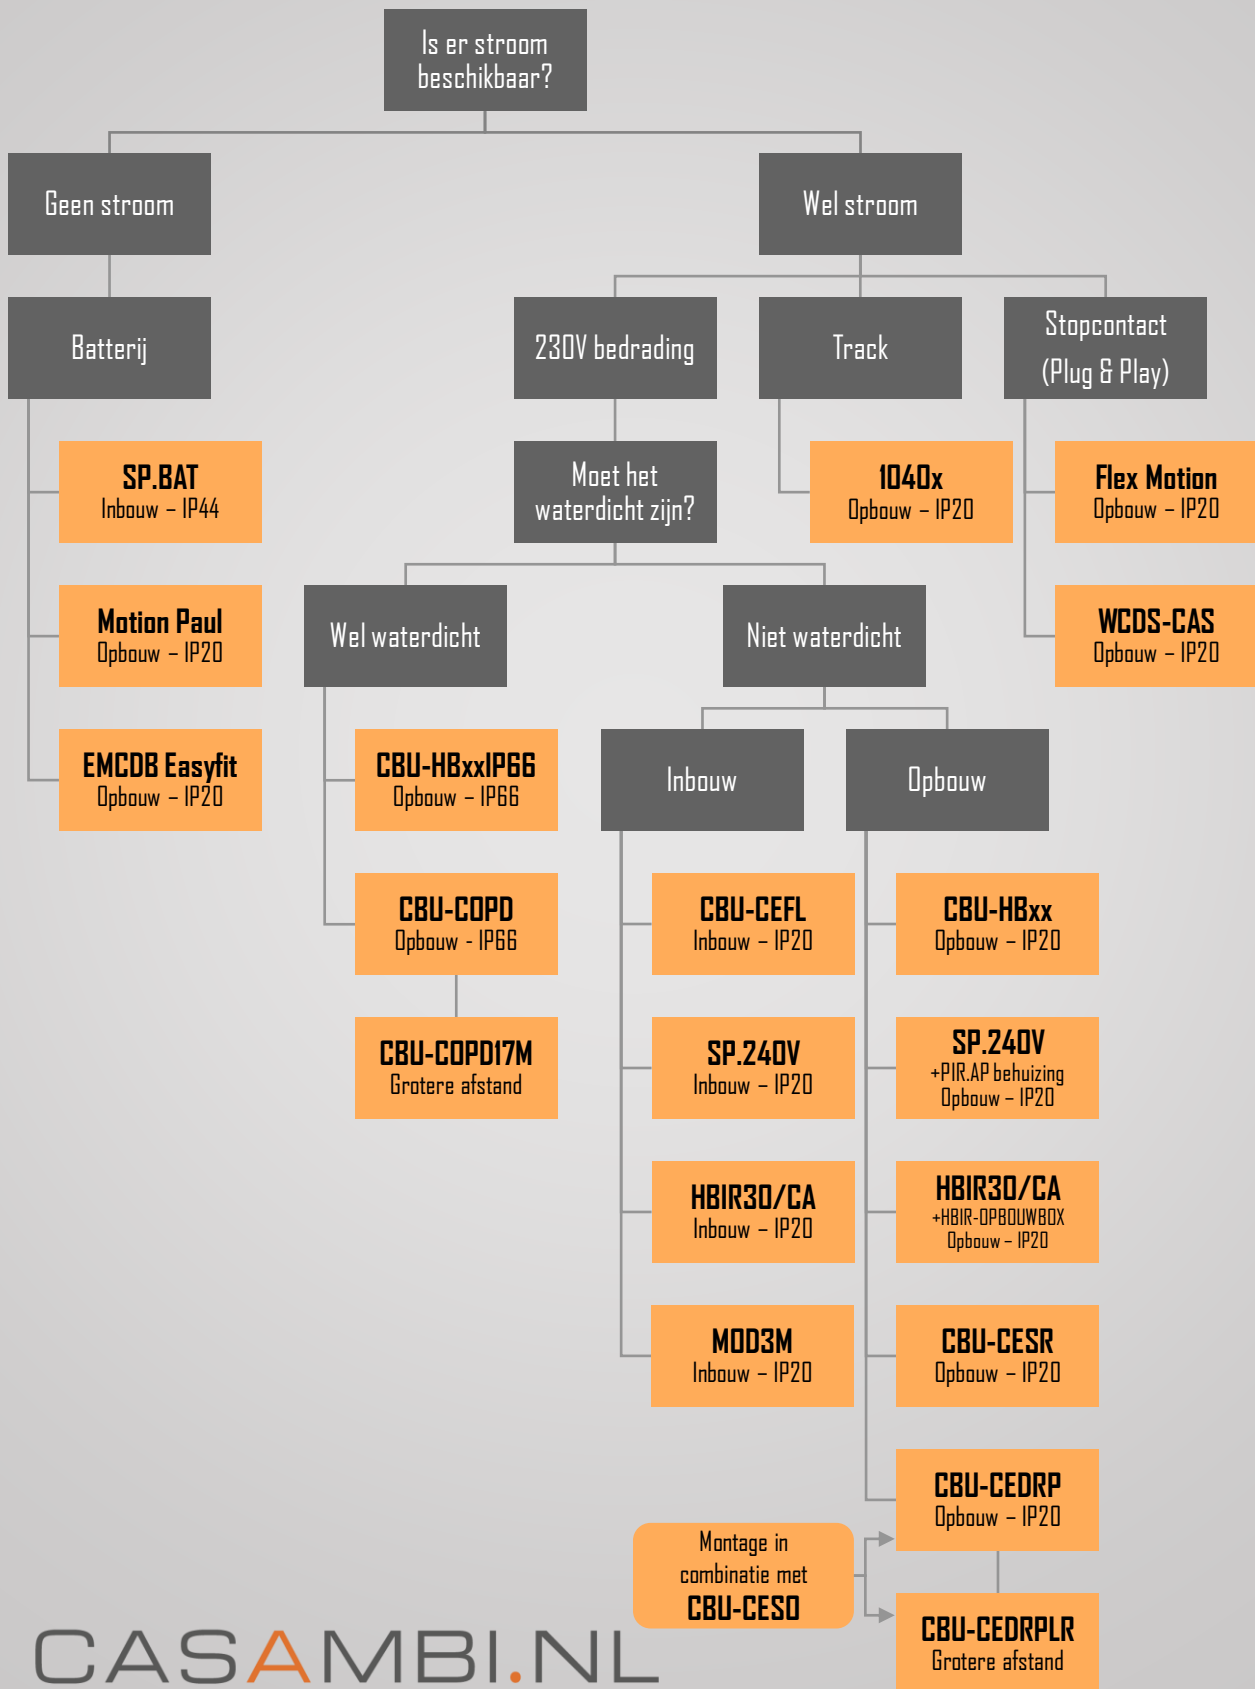 Is er stroom
beschikbaar?
Geen stroom
Wel stroom
Batterij
230V bedrading
Track
Stopcontact
(Plug & Play)
SP.BAT
Inbouw – IP44
Moet het
waterdicht zijn?
1040x
Opbouw – IP20
Flex Motion
Opbouw – IP20
Motion Paul
Opbouw – IP20
Wel waterdicht
Niet waterdicht
WCDS-CAS
Opbouw – IP20
EMCDB Easyfit
Opbouw – IP20
CBU-HBxxIP66
Opbouw – IP66
Inbouw
Opbouw
CBU-COPD
Opbouw - IP66
CBU-CEFL
Inbouw – IP20
CBU-HBxx
Opbouw – IP20
CBU-COPD17M
Grotere afstand
SP.240V
Inbouw – IP20
SP.240V
+PIR.AP behuizing
Opbouw – IP20
HBIR30/CA
Inbouw – IP20
HBIR30/CA
+HBIR-OPBOUWBOX
Opbouw – IP20
MOD3M
Inbouw – IP20
CBU-CESR
Opbouw – IP20
CBU-CEDRP
Opbouw – IP20
Montage in
combinatie met
CBU-CESO
CBU-CEDRPLR
Grotere afstand
CASAMBI.NL